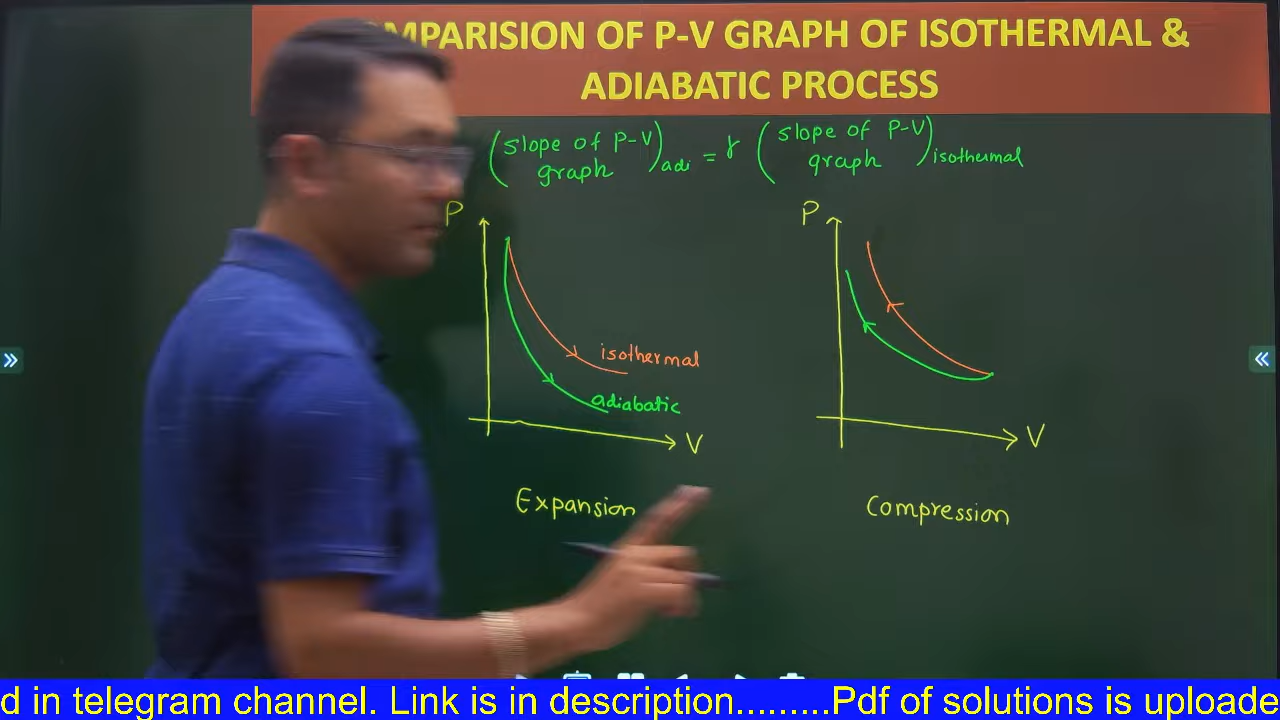 MPARISION OF P-V GRAPH OF ISOTHERMAL &
ADIABATIC PROCESS
(slope of P-V graph)adi = γ (slope of P-V graph)isothermal
P
P
isothermal
adiabatic
V
V
Expansion
Compression
d in telegram channel. Link is in description.........Pdf of solutions is uploade